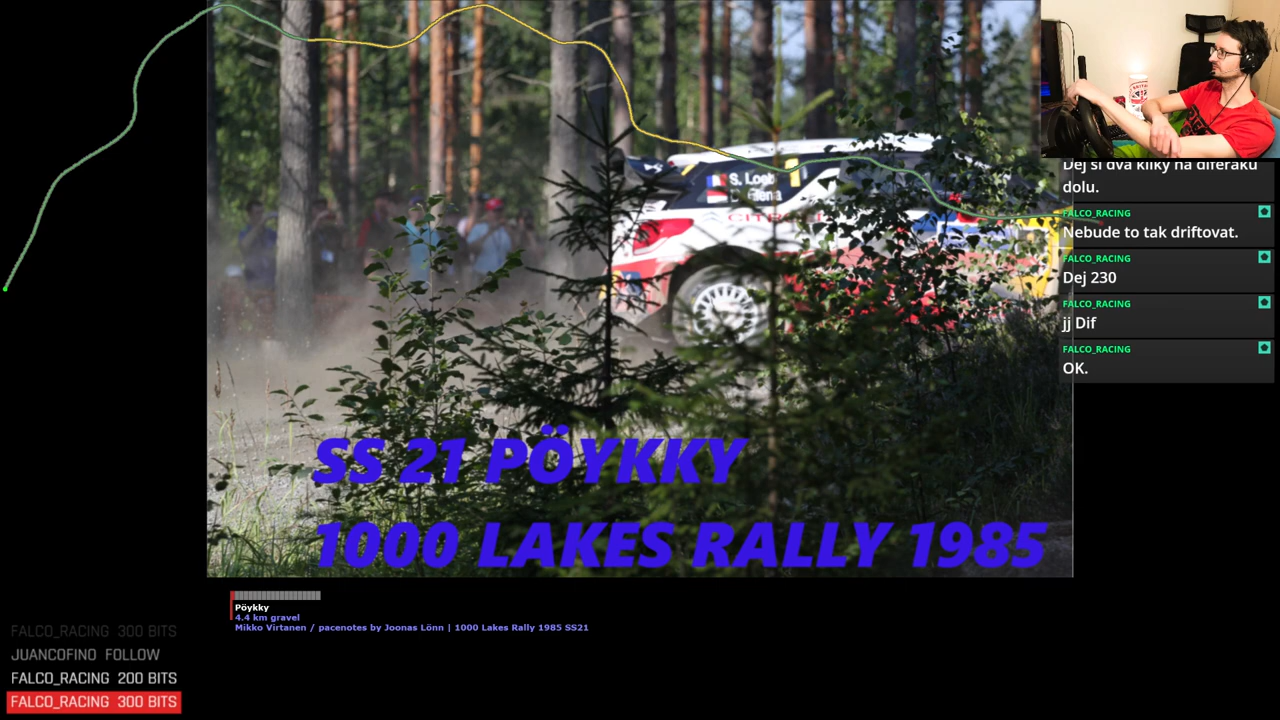 S. Loeb
CITROËN
Dej si dva kliky na diferaku
dolu.
FALCO_RACING
Nebude to tak driftovat.
FALCO_RACING
Dej 230
FALCO_RACING
jj Dif
FALCO_RACING
OK.
SS 21 PÖYKKY
1000 LAKES RALLY 1985
Pöykky
4.4 km gravel
Mikko Virtanen / pacenotes by Joonas Lönn | 1000 Lakes Rally 1985 SS21
FALCO_RACING 300 BITS
JUANCOFINO FOLLOW
FALCO_RACING 200 BITS
FALCO_RACING 300 BITS